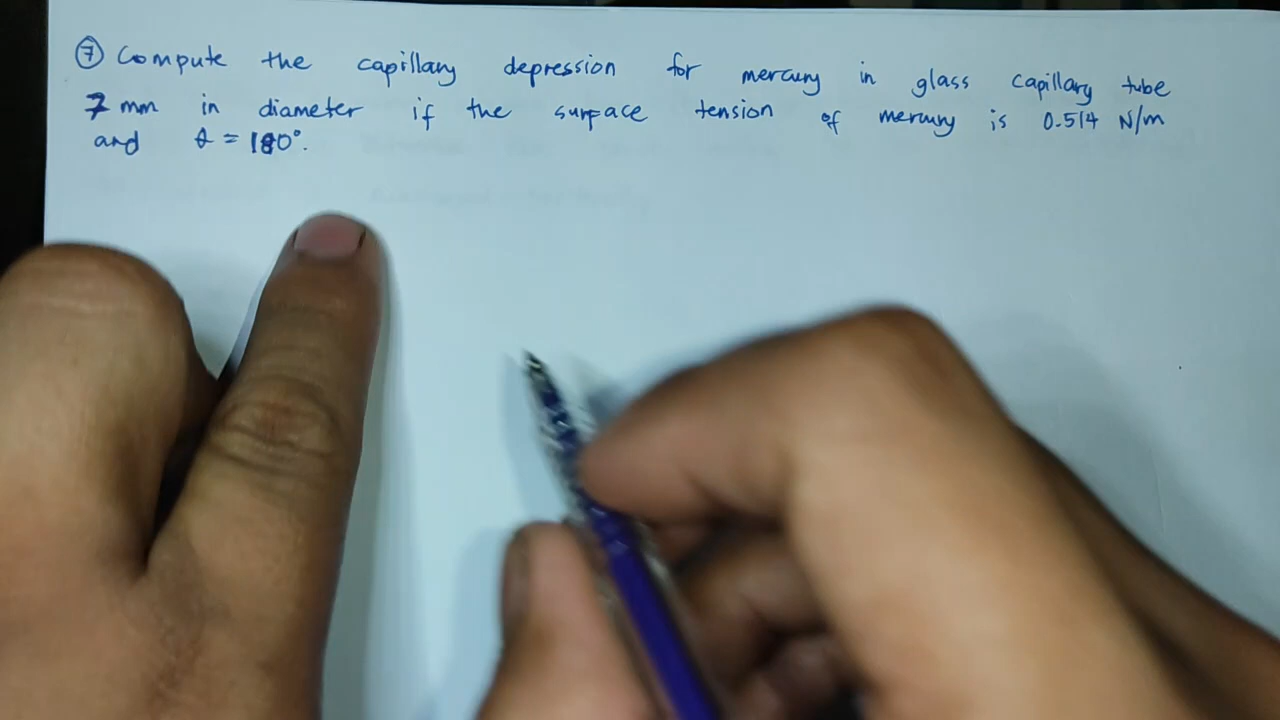 ⑦ Compute the capillary depression for mercury in glass capillary tube
7 mm in diameter if the surface tension of mercury is 0.514 N/m
and θ = 180°.